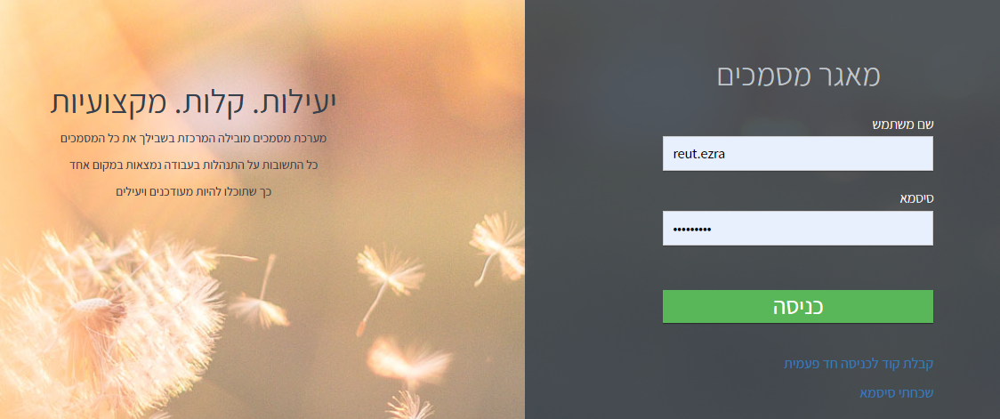 מאגר מסמכים
שם משתמש
reut.ezra
סיסמא
•••••••••
כניסה
קבלת קוד לכניסה חד פעמית
שכחתי סיסמא
יעילות. קלות. מקצועיות
מערכת מסמכים מובילה המרכזת בשבילך את כל המסמכים
כל התשובות על התנהלות בעבודה נמצאות במקום אחד
כך שתוכלו להיות מעודכנים ויעילים